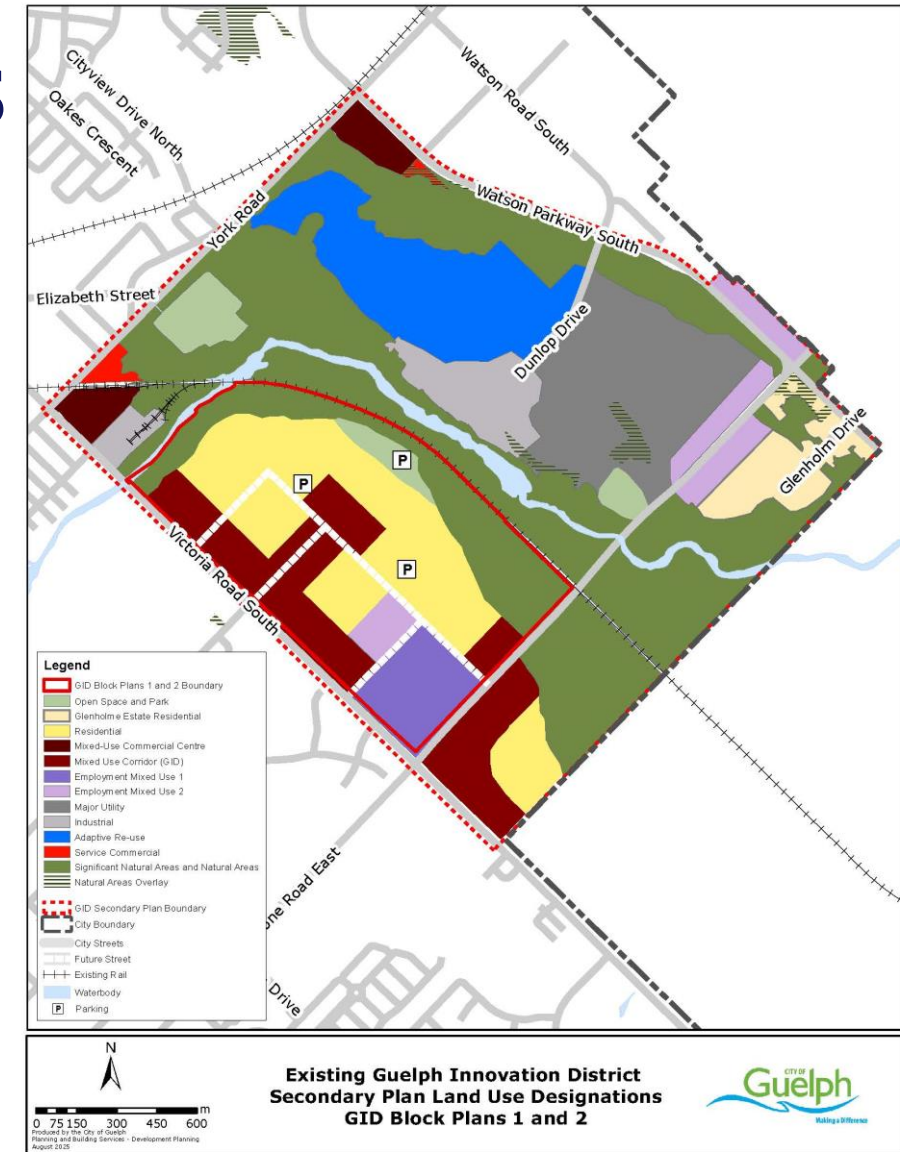 Cityview Drive North
Oakes Crescent
Watson Road South
York Road
Watson Parkway South
Elizabeth Street
Dunlop Drive
Glenholm Drive
P
P
P
Victoria Road South
one Road East
Drive
Legend
GID Block Plans 1 and 2 Boundary
Open Space and Park
Glenholme Estate Residential
Residential
Mixed-Use Commercial Centre
Mixed Use Corridor (GID)
Employment Mixed Use 1
Employment Mixed Use 2
Major Utility
Industrial
Adaptive Re-use
Service Commercial
Significant Natural Areas and Natural Areas
Natural Areas Overlay
GID Secondary Plan Boundary
City Boundary
City Streets
Future Street
Existing Rail
Waterbody
P Parking
N
0 75 150 300 450 600 m
Produced by the City of Guelph
Planning and Building Services - Development Planning
August 2025
Existing Guelph Innovation District
Secondary Plan Land Use Designations
GID Block Plans 1 and 2
CITY OF
Guelph
Making a Difference